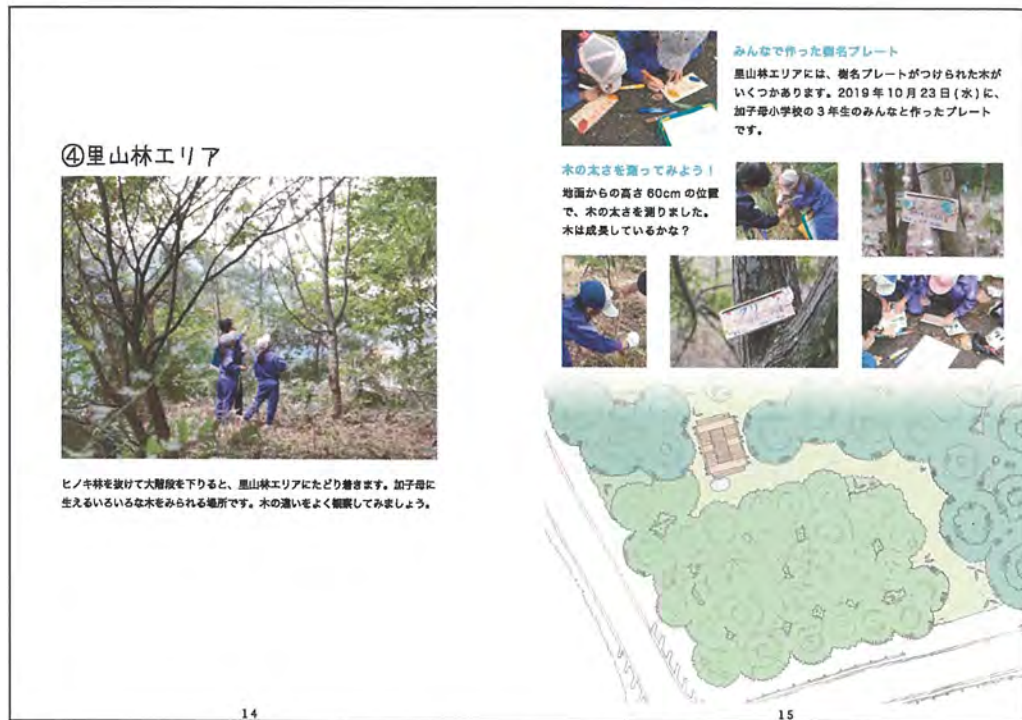 ④里山林エリア
ヒノキ林を抜けて大階段を下りると、里山林エリアにたどり着きます。加子母に
生えるいろいろな木をみられる場所です。木の違いをよく観察してみましょう。
14
みんなで作った樹名プレート
里山林エリアには、樹名プレートがつけられた木が
いくつかあります。2019年10月23日(水)に、
加子母小学校の3年生のみんなと作ったプレート
です。
木の太さを測ってみよう！
地面からの高さ60cmの位置
で、木の太さを測りました。
木は成長しているかな？
15